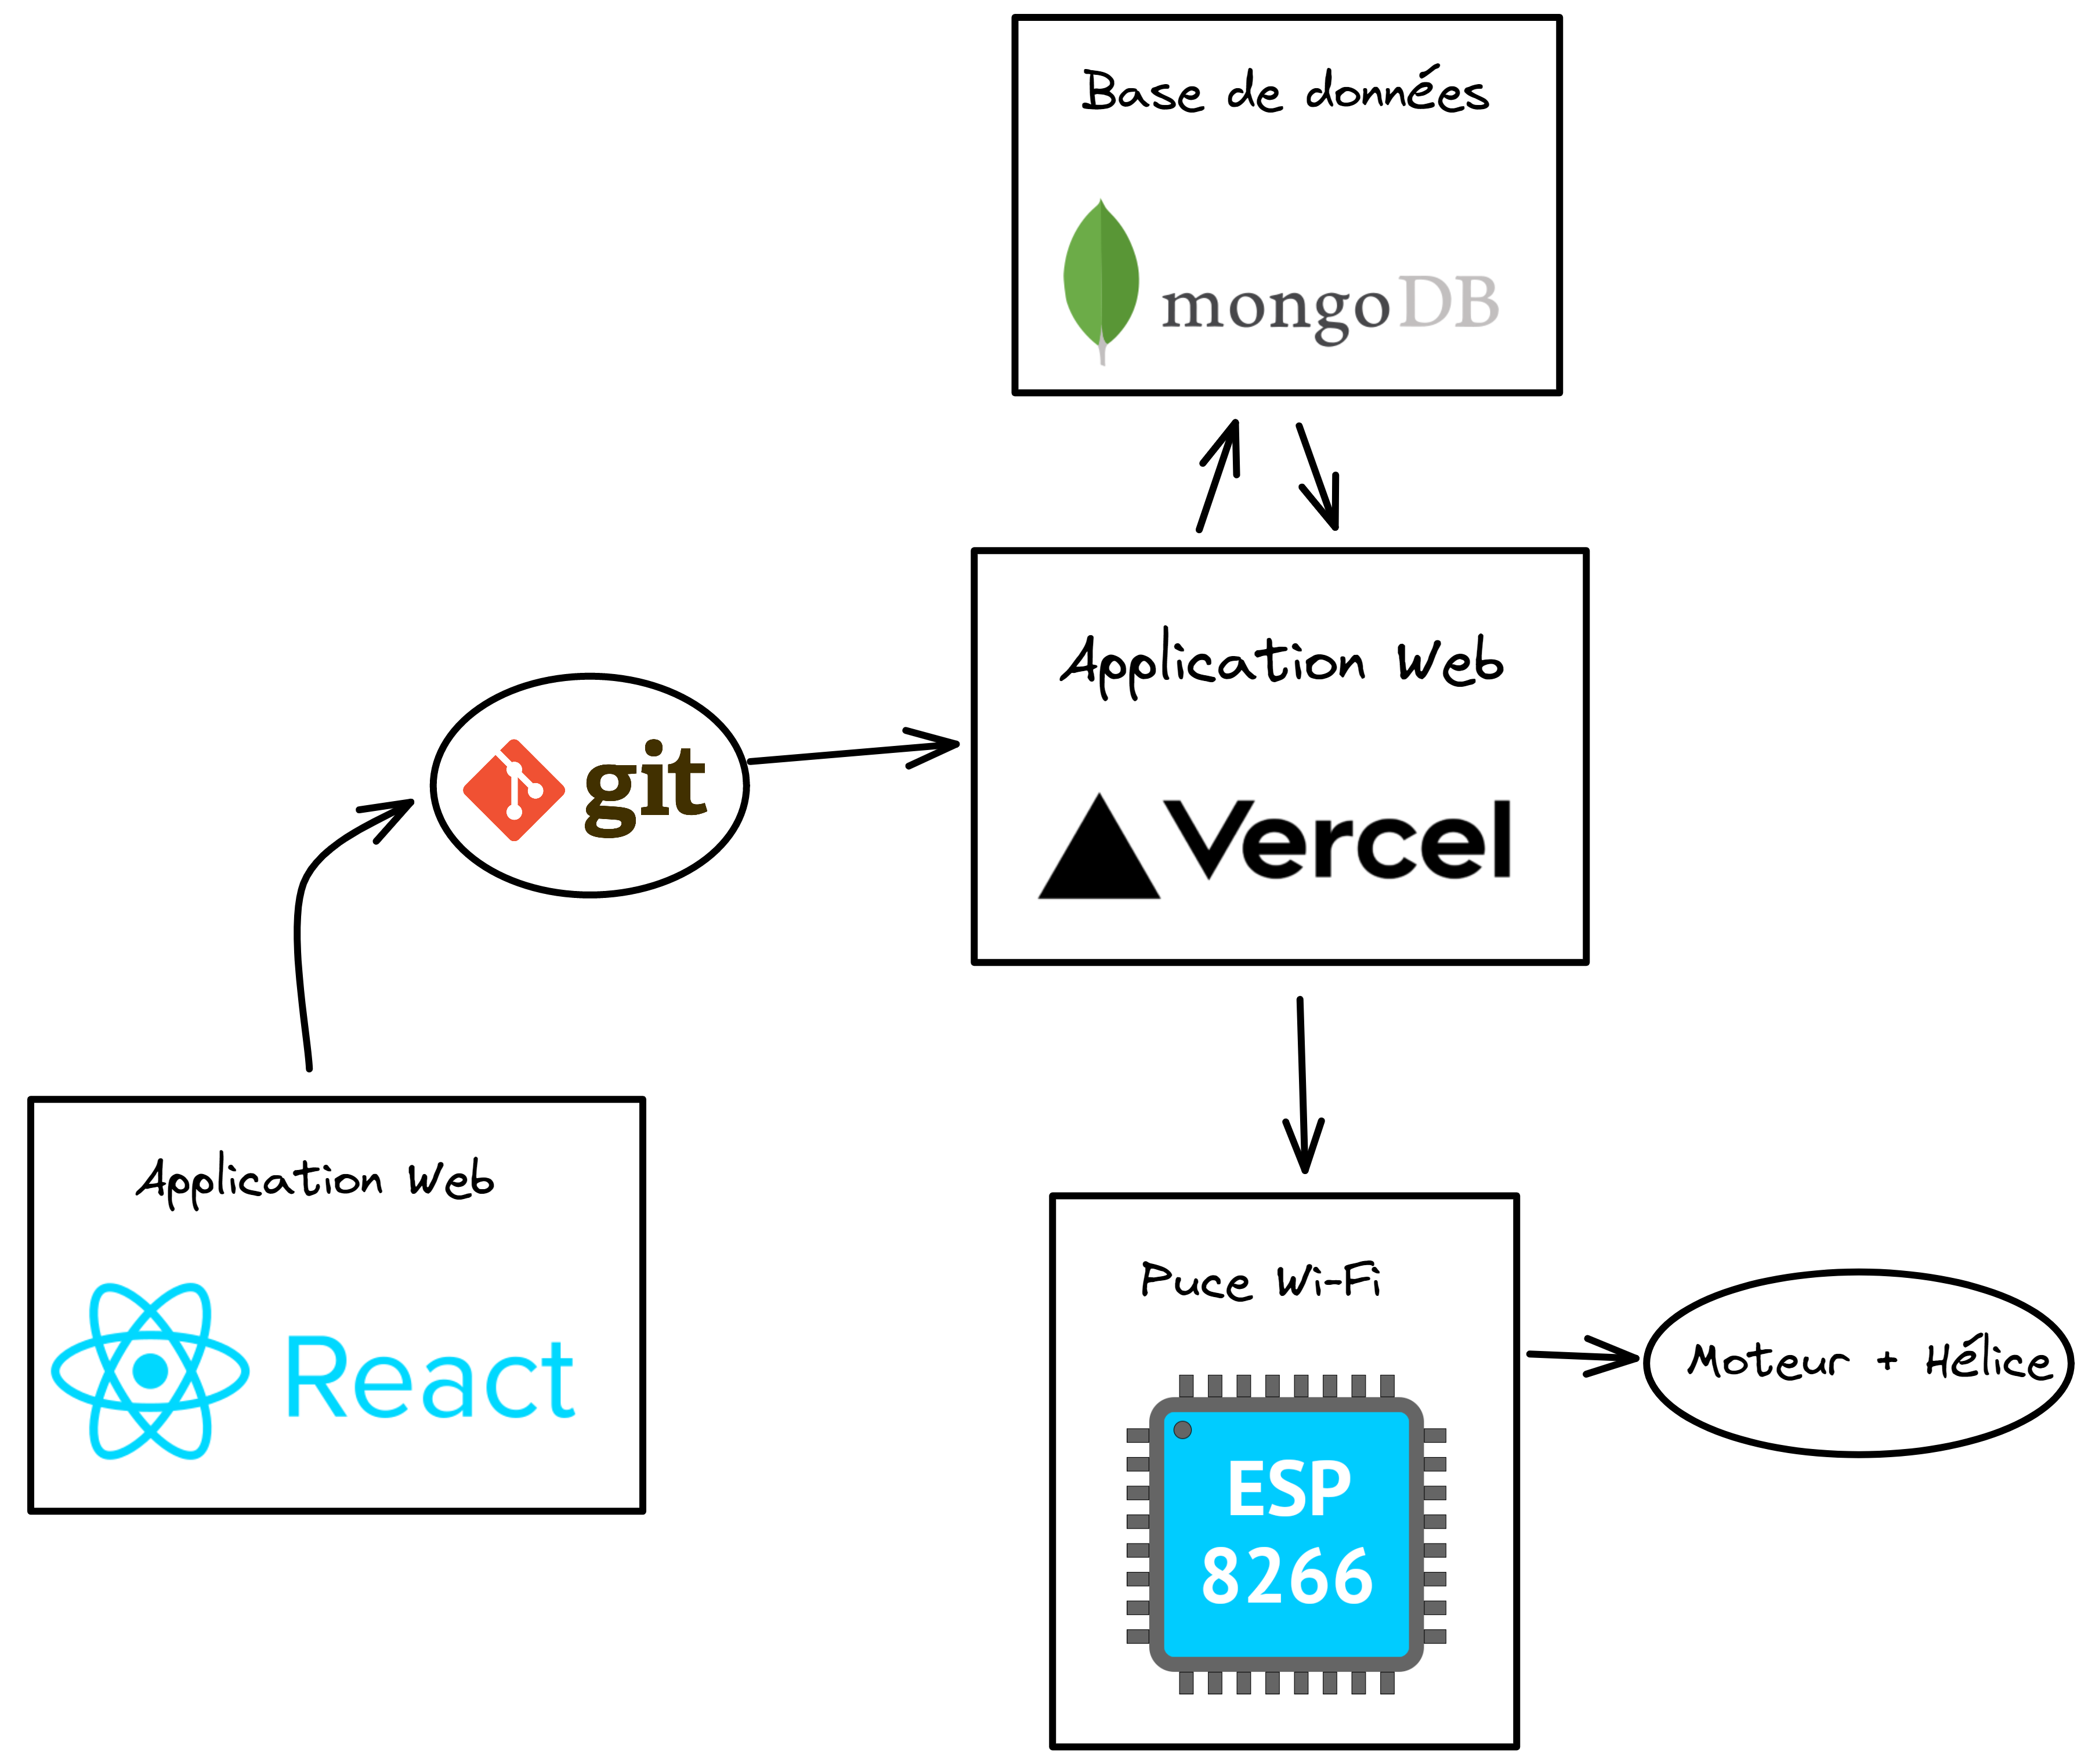 Base de données
mongoDB
Application Web
Vercel
git
Application Web
React
Puce Wi-Fi
ESP
8266
Moteur + Hélice